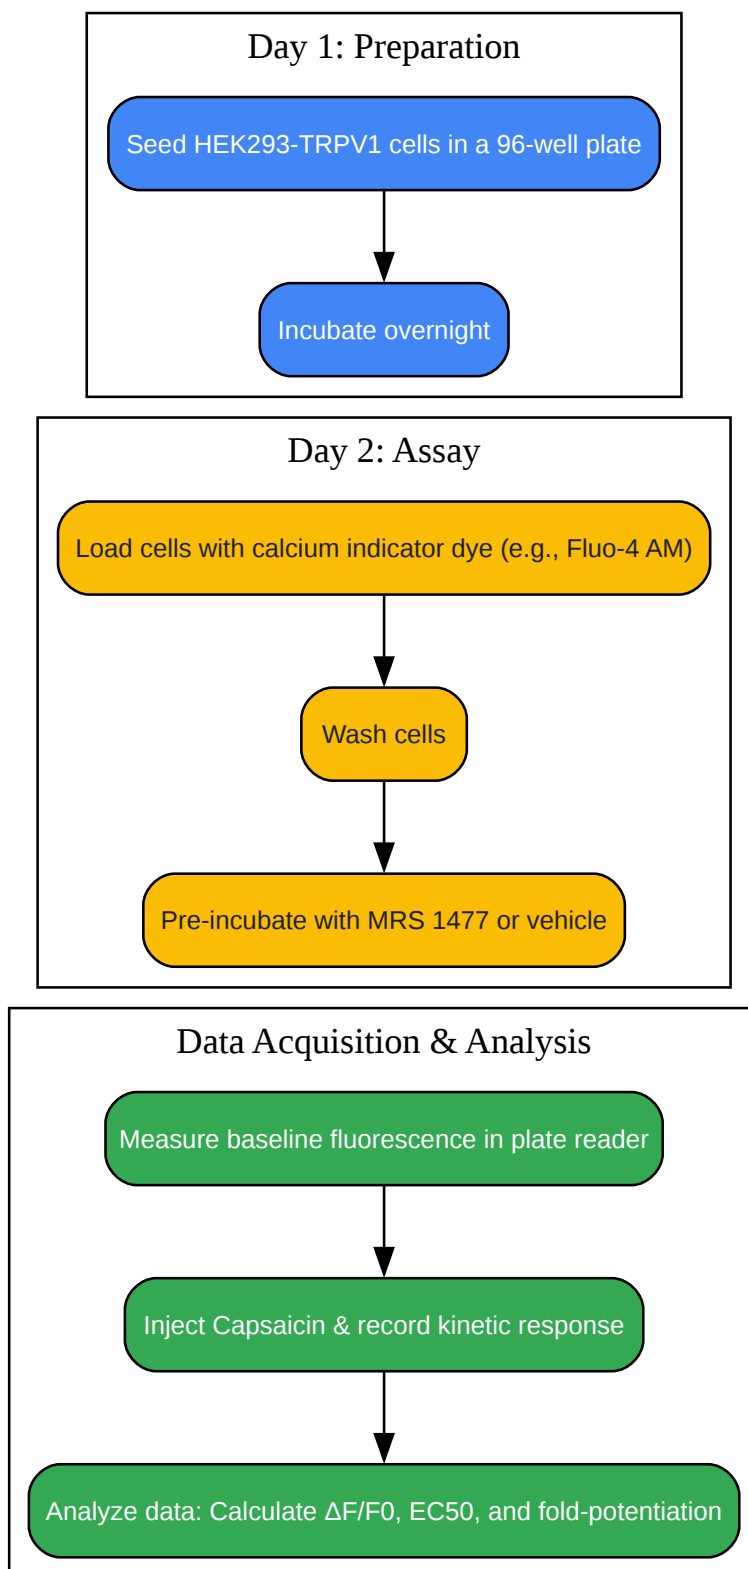 Day 1: Preparation
Seed HEK293-TRPV1 cells in a 96-well plate
Incubate overnight
Day 2: Assay
Load cells with calcium indicator dye (e.g., Fluo-4 AM)
Wash cells
Pre-incubate with MRS 1477 or vehicle
Data Acquisition & Analysis
Measure baseline fluorescence in plate reader
Inject Capsaicin & record kinetic response
Analyze data: Calculate ΔF/F0, EC50, and fold-potentiation